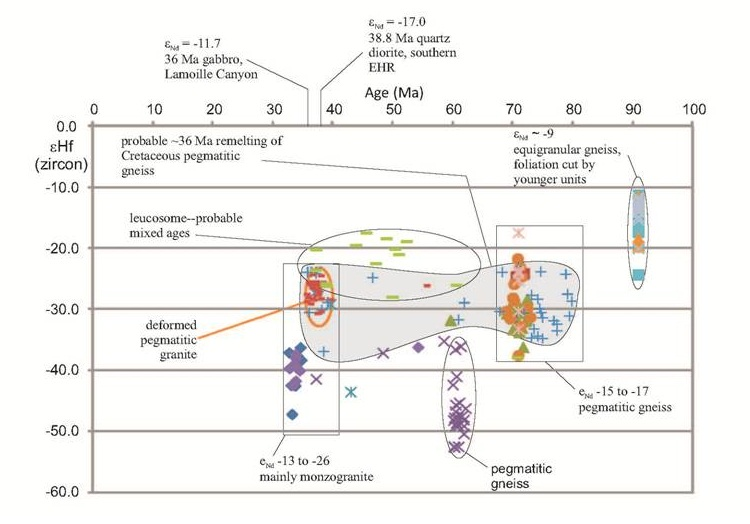 εNd = -17.0
38.8 Ma quartz
diorite, southern
EHR
εNd = -11.7
36 Ma gabbro,
Lamoille Canyon
Age (Ma)
0 10 20 30 40 50 60 70 80 90 100
0.0
εHf
(zircon)
-10.0
-20.0
-30.0
-40.0
-50.0
-60.0
probable ~36 Ma remelting of
Cretaceous pegmatitic
gneiss
εNd ~ -9
equigranular gneiss,
foliation cut by
younger units
leucosome--probable
mixed ages
deformed
pegmatitic
granite
eNd -15 to -17
pegmatitic gneiss
eNd -13 to -26
mainly monzogranite
pegmatitic
gneiss